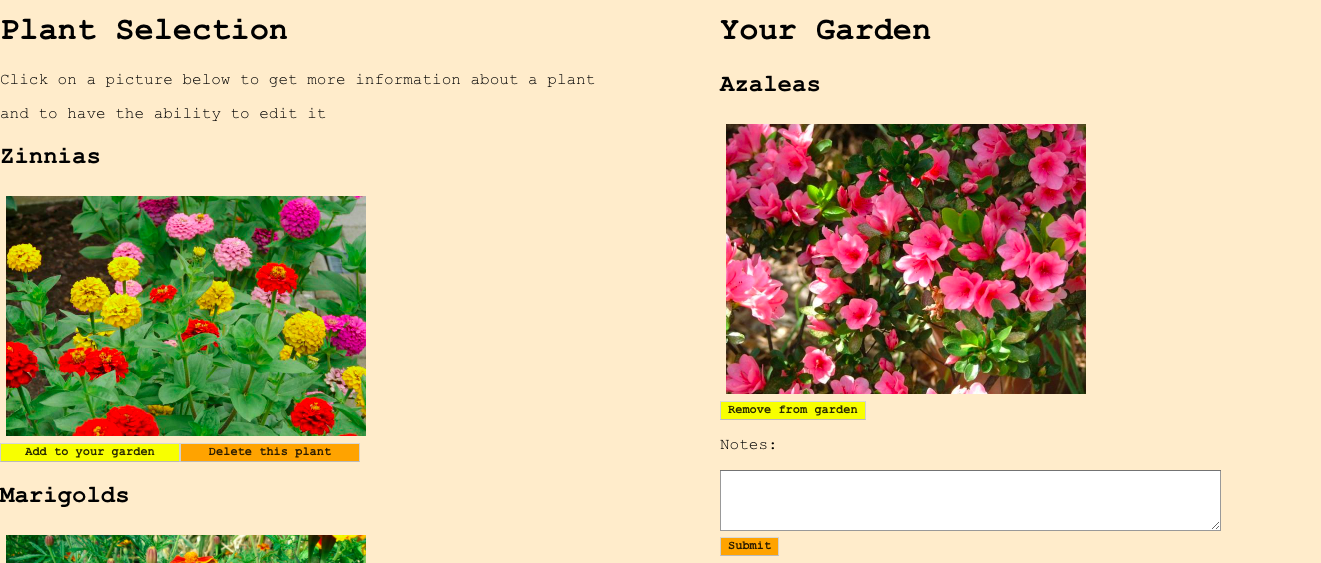 Plant Selection
Click on a picture below to get more information about a plant
and to have the ability to edit it
Zinnias
Add to your garden
Delete this plant
Marigolds
Your Garden
Azaleas
Remove from garden
Notes:
Submit